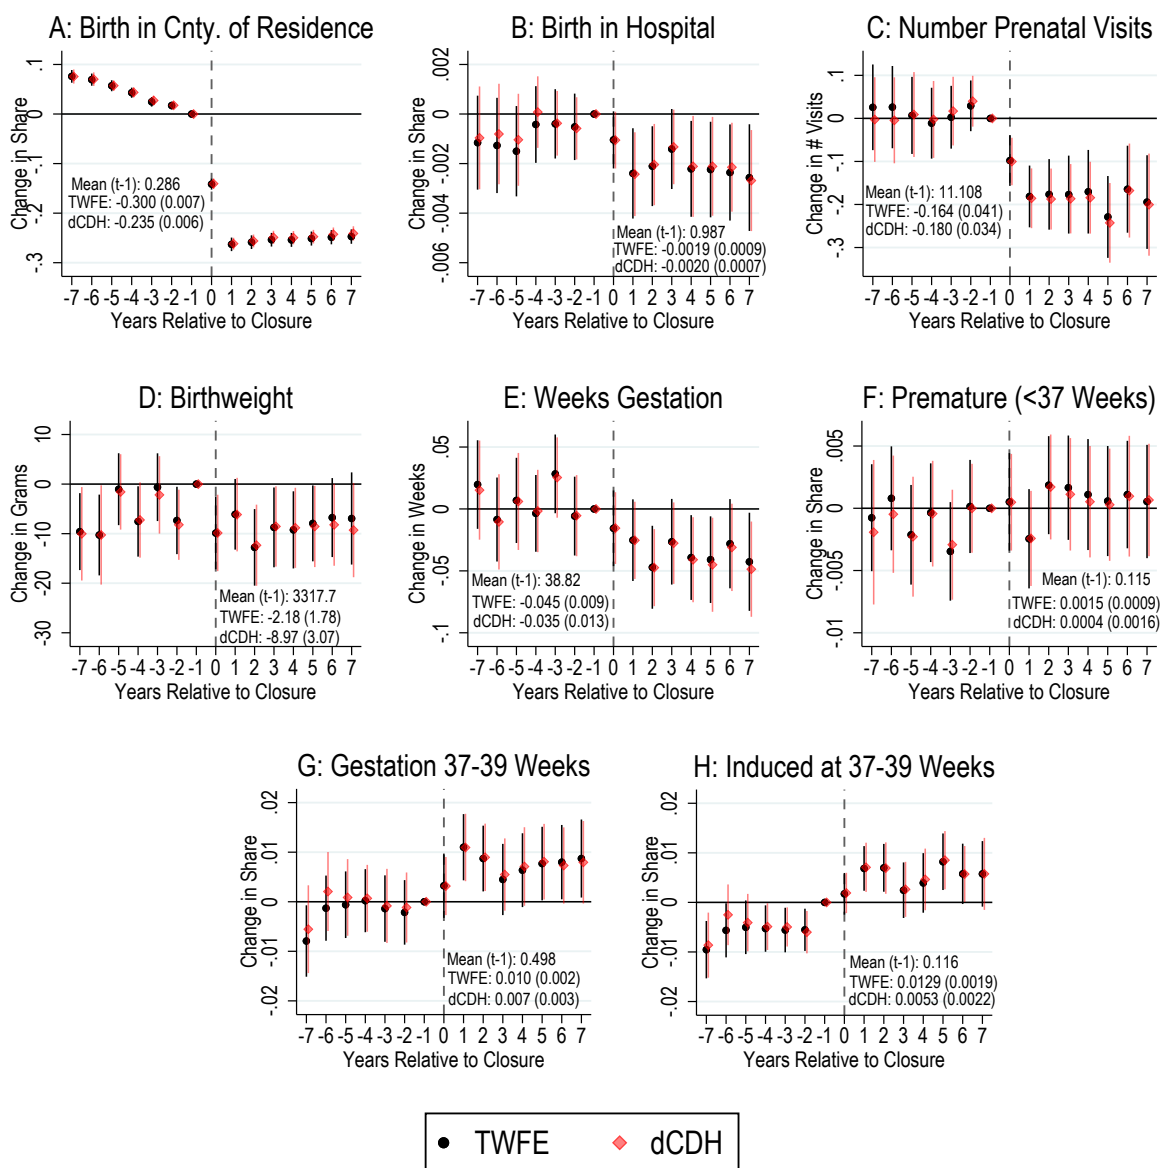 A: Birth in Cnty. of Residence
Change in Share
.1
0
-.1
-.2
-.3
Mean (t-1): 0.286
TWFE: -0.300 (0.007)
dCDH: -0.235 (0.006)
-7 -6 -5 -4 -3 -2 -1 0 1 2 3 4 5 6 7
Years Relative to Closure
B: Birth in Hospital
Change in Share
.002
0
-.002
-.004
-.006
Mean (t-1): 0.987
TWFE: -0.0019 (0.0009)
dCDH: -0.0020 (0.0007)
-7 -6 -5 -4 -3 -2 -1 0 1 2 3 4 5 6 7
Years Relative to Closure
C: Number Prenatal Visits
Change in # Visits
.1
0
-.1
-.2
-.3
Mean (t-1): 11.108
TWFE: -0.164 (0.041)
dCDH: -0.180 (0.034)
-7 -6 -5 -4 -3 -2 -1 0 1 2 3 4 5 6 7
Years Relative to Closure
D: Birthweight
Change in Grams
10
0
-10
-20
-30
Mean (t-1): 3317.7
TWFE: -2.18 (1.78)
dCDH: -8.97 (3.07)
-7 -6 -5 -4 -3 -2 -1 0 1 2 3 4 5 6 7
Years Relative to Closure
E: Weeks Gestation
Change in Weeks
.05
0
-.05
-.1
Mean (t-1): 38.82
TWFE: -0.045 (0.009)
dCDH: -0.035 (0.013)
-7 -6 -5 -4 -3 -2 -1 0 1 2 3 4 5 6 7
Years Relative to Closure
F: Premature (<37 Weeks)
Change in Share
.005
0
-.005
-.01
Mean (t-1): 0.115
TWFE: 0.0015 (0.0009)
dCDH: 0.0004 (0.0016)
-7 -6 -5 -4 -3 -2 -1 0 1 2 3 4 5 6 7
Years Relative to Closure
G: Gestation 37-39 Weeks
Change in Share
.02
.01
0
-.01
-.02
Mean (t-1): 0.498
TWFE: 0.010 (0.002)
dCDH: 0.007 (0.003)
-7 -6 -5 -4 -3 -2 -1 0 1 2 3 4 5 6 7
Years Relative to Closure
H: Induced at 37-39 Weeks
Change in Share
.02
.01
0
-.01
-.02
Mean (t-1): 0.116
TWFE: 0.0129 (0.0019)
dCDH: 0.0053 (0.0022)
-7 -6 -5 -4 -3 -2 -1 0 1 2 3 4 5 6 7
Years Relative to Closure
TWFE dCDH